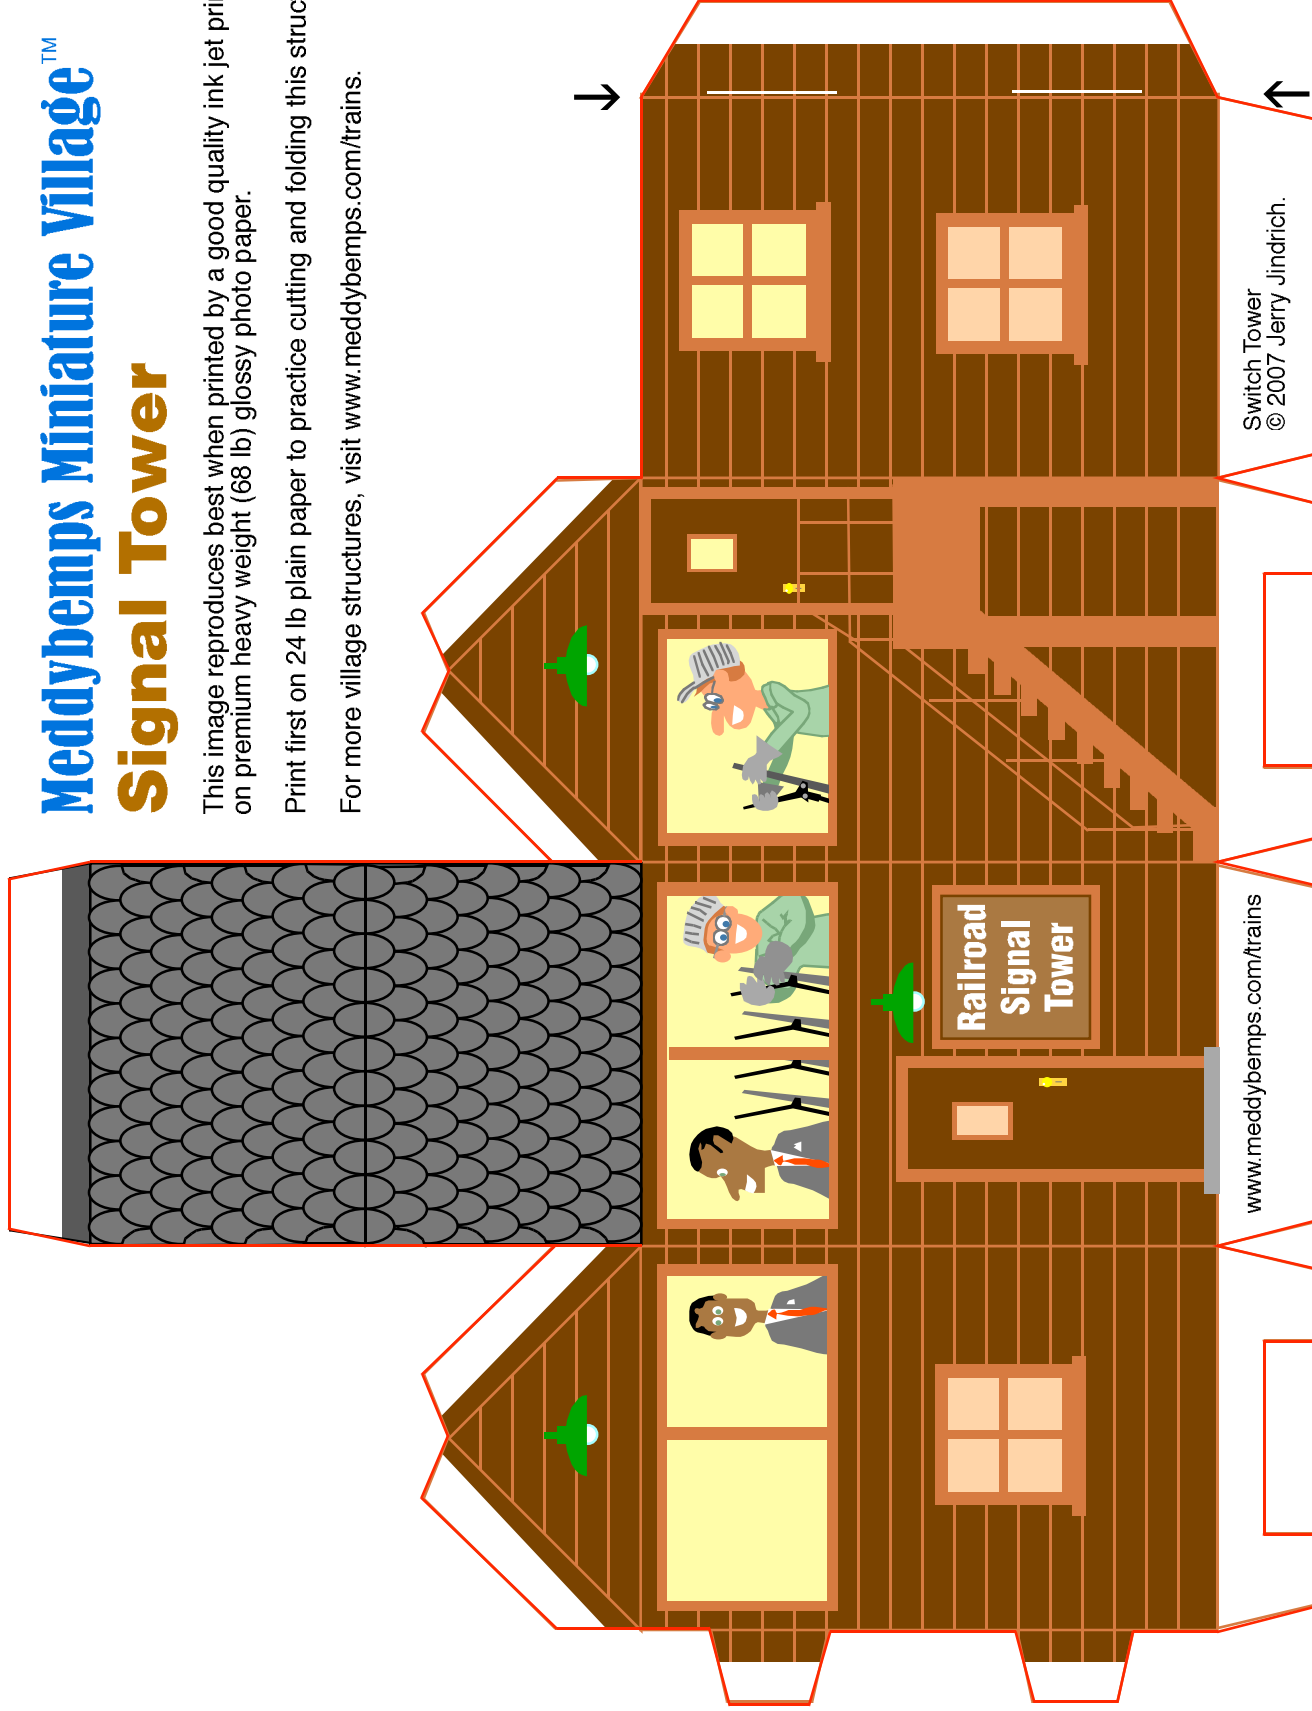 Meddybemps Miniature Village™
Signal Tower
This image reproduces best when printed by a good quality ink jet
on premium heavy weight (68 lb) glossy photo paper.
Print first on 24 lb plain paper to practice cutting and folding this
For more village structures, visit www.meddybemps.com/trains.
Railroad
Signal
Tower
Switch Tower
© 2007 Jerry Jindrich.
www.meddybemps.com/trains